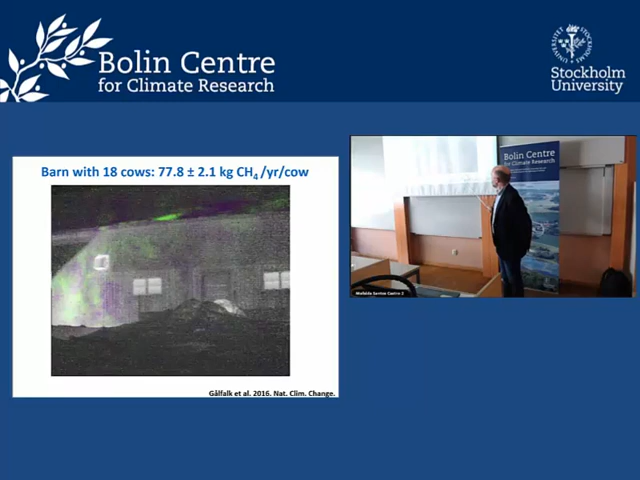 Bolin Centre
for Climate Research
Stockholm
University
Barn with 18 cows: 77.8 ± 2.1 kg CH₄ /yr/cow
Gålfalk et al. 2016. Nat. Clim. Change.
Bolin Centre
for Climate Research